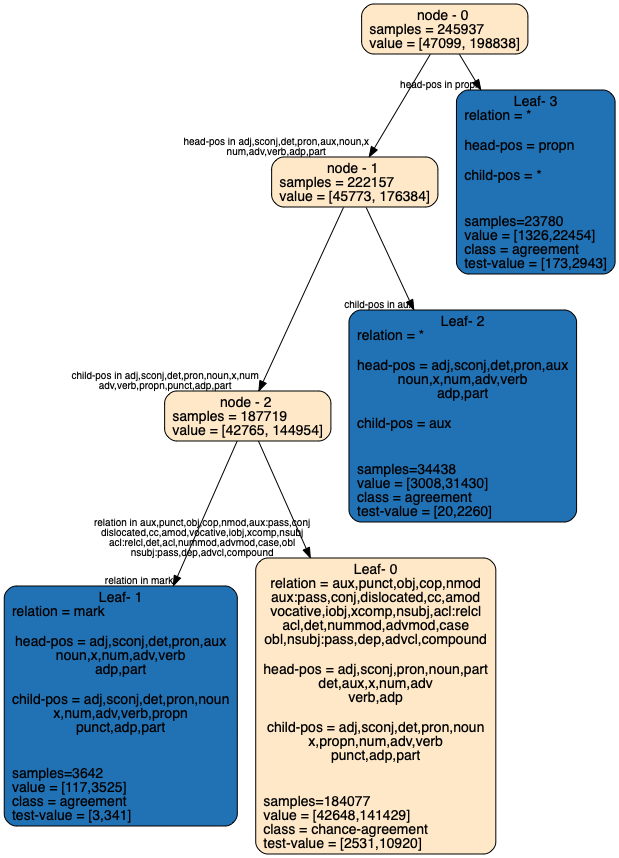 node - 0
samples = 245937
value = [47099, 198838]
head-pos in propn
Leaf- 3
relation = *
head-pos = propn
child-pos = *
samples=23780
value = [1326,22454]
class = agreement
test-value = [173,2943]
head-pos in adj,sconj,det,pron,aux,noun,x
num,adv,verb,adp,part
node - 1
samples = 222157
value = [45773, 176384]
child-pos in aux
Leaf- 2
relation = *
head-pos = adj,sconj,det,pron,aux
noun,x,num,adv,verb
adp,part
child-pos = aux
samples=34438
value = [3008,31430]
class = agreement
test-value = [20,2260]
child-pos in adj,sconj,det,pron,noun,x,num
adv,verb,propn,punct,adp,part
node - 2
samples = 187719
value = [42765, 144954]
relation in aux,punct,obj,cop,nmod,aux:pass,conj
dislocated,cc,amod,vocative,iobj,xcomp,nsubj
acl:relcl,det,acl,nummod,advmod,case,obl
nsubj:pass,dep,advcl,compound
relation in mark
Leaf- 1
relation = mark
head-pos = adj,sconj,det,pron,aux
noun,x,num,adv,verb
adp,part
child-pos = adj,sconj,det,pron,noun
x,num,adv,verb,propn
punct,adp,part
samples=3642
value = [117,3525]
class = agreement
test-value = [3,341]
Leaf- 0
relation = aux,punct,obj,cop,nmod
aux:pass,conj,dislocated,cc,amod
vocative,iobj,xcomp,nsubj,acl:relcl
acl,det,nummod,advmod,case
obl,nsubj:pass,dep,advcl,compound
head-pos = adj,sconj,pron,noun,part
det,aux,x,num,adv
verb,adp
child-pos = adj,sconj,det,pron,noun
x,propn,num,adv,verb
punct,adp,part
samples=184077
value = [42648,141429]
class = chance-agreement
test-value = [2531,10920]